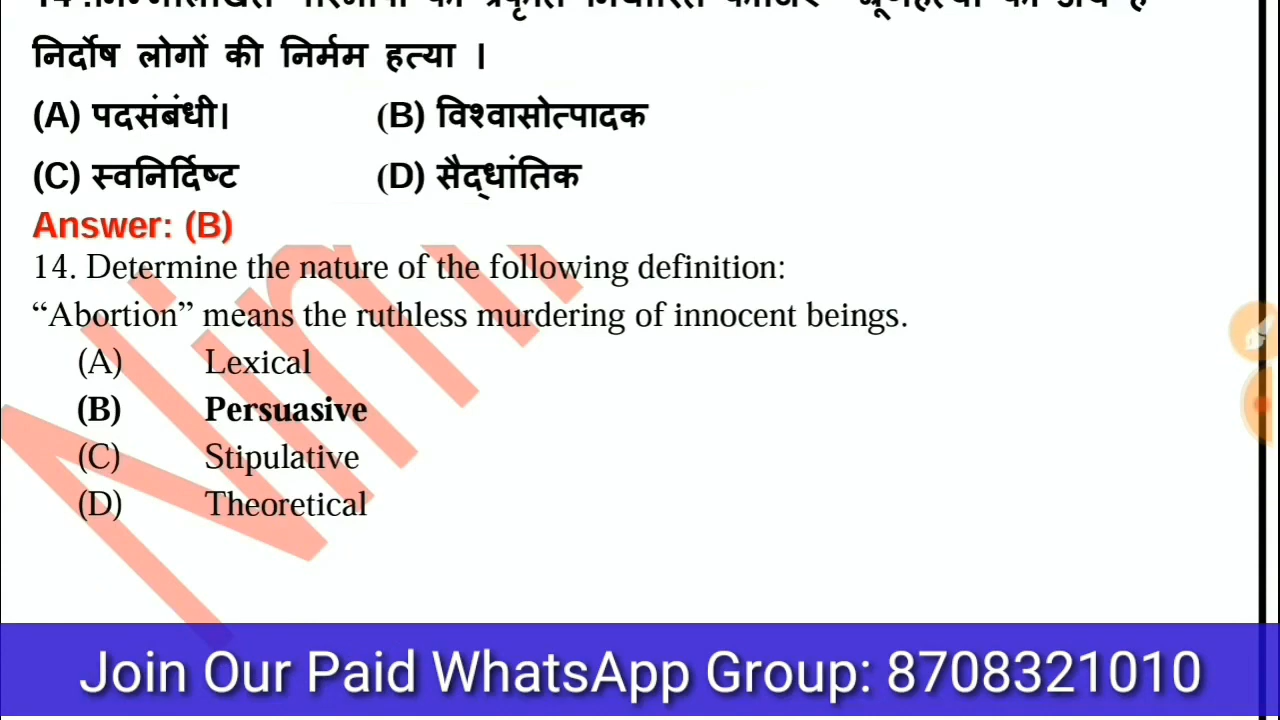 निर्दोष लोगों की निर्मम हत्या ।
(A) पदसंबंधी। (B) विश्वासोत्पादक
(C) स्वनिर्दिष्ट (D) सैद्धांतिक
Answer: (B)
14. Determine the nature of the following definition:
“Abortion” means the ruthless murdering of innocent beings.
(A) Lexical
(B) Persuasive
(C) Stipulative
(D) Theoretical
Join Our Paid WhatsApp Group: 8708321010